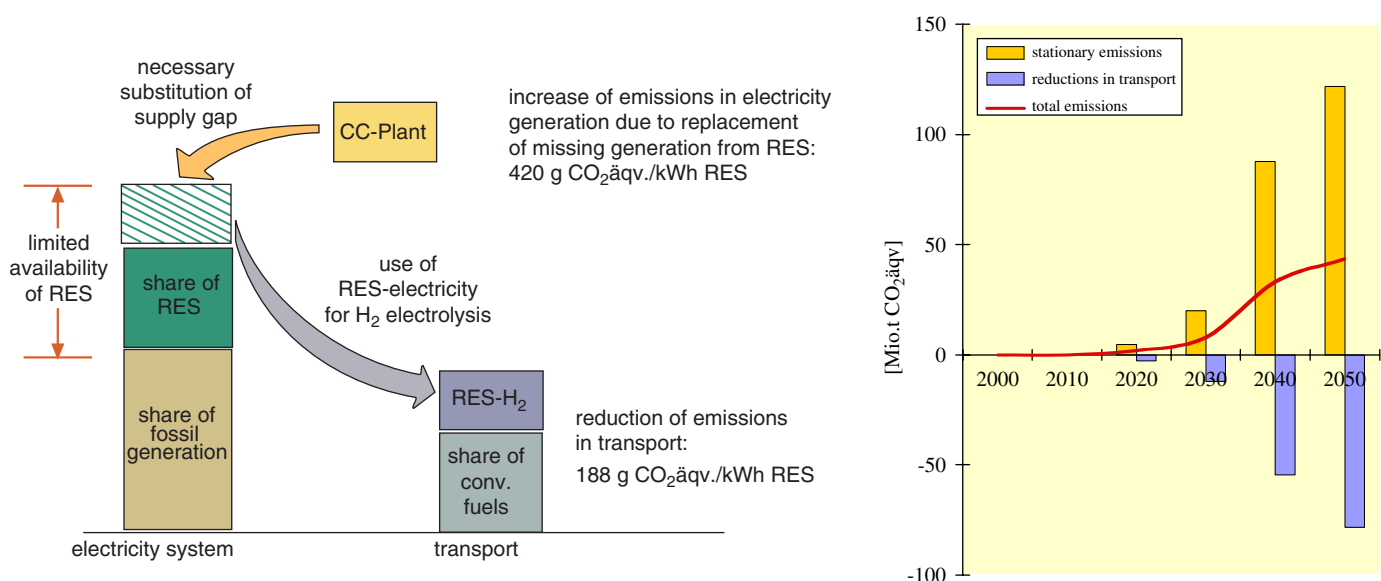 necessary
substitution of
supply gap
CC-Plant
increase of emissions in electricity
generation due to replacement
of missing generation from RES:
420 g CO₂äqv./kWh RES
limited
availability
of RES
share of
RES
use of
RES-electricity
for H₂ electrolysis
share of
fossil
generation
RES-H₂
share of
conv.
fuels
reduction of emissions
in transport:
188 g CO₂äqv./kWh RES
electricity system
transport
[Mio.t CO₂äqv]
150
100
50
0
-50
-100
stationary emissions
reductions in transport
total emissions
2000 2010 2020 2030 2040 2050